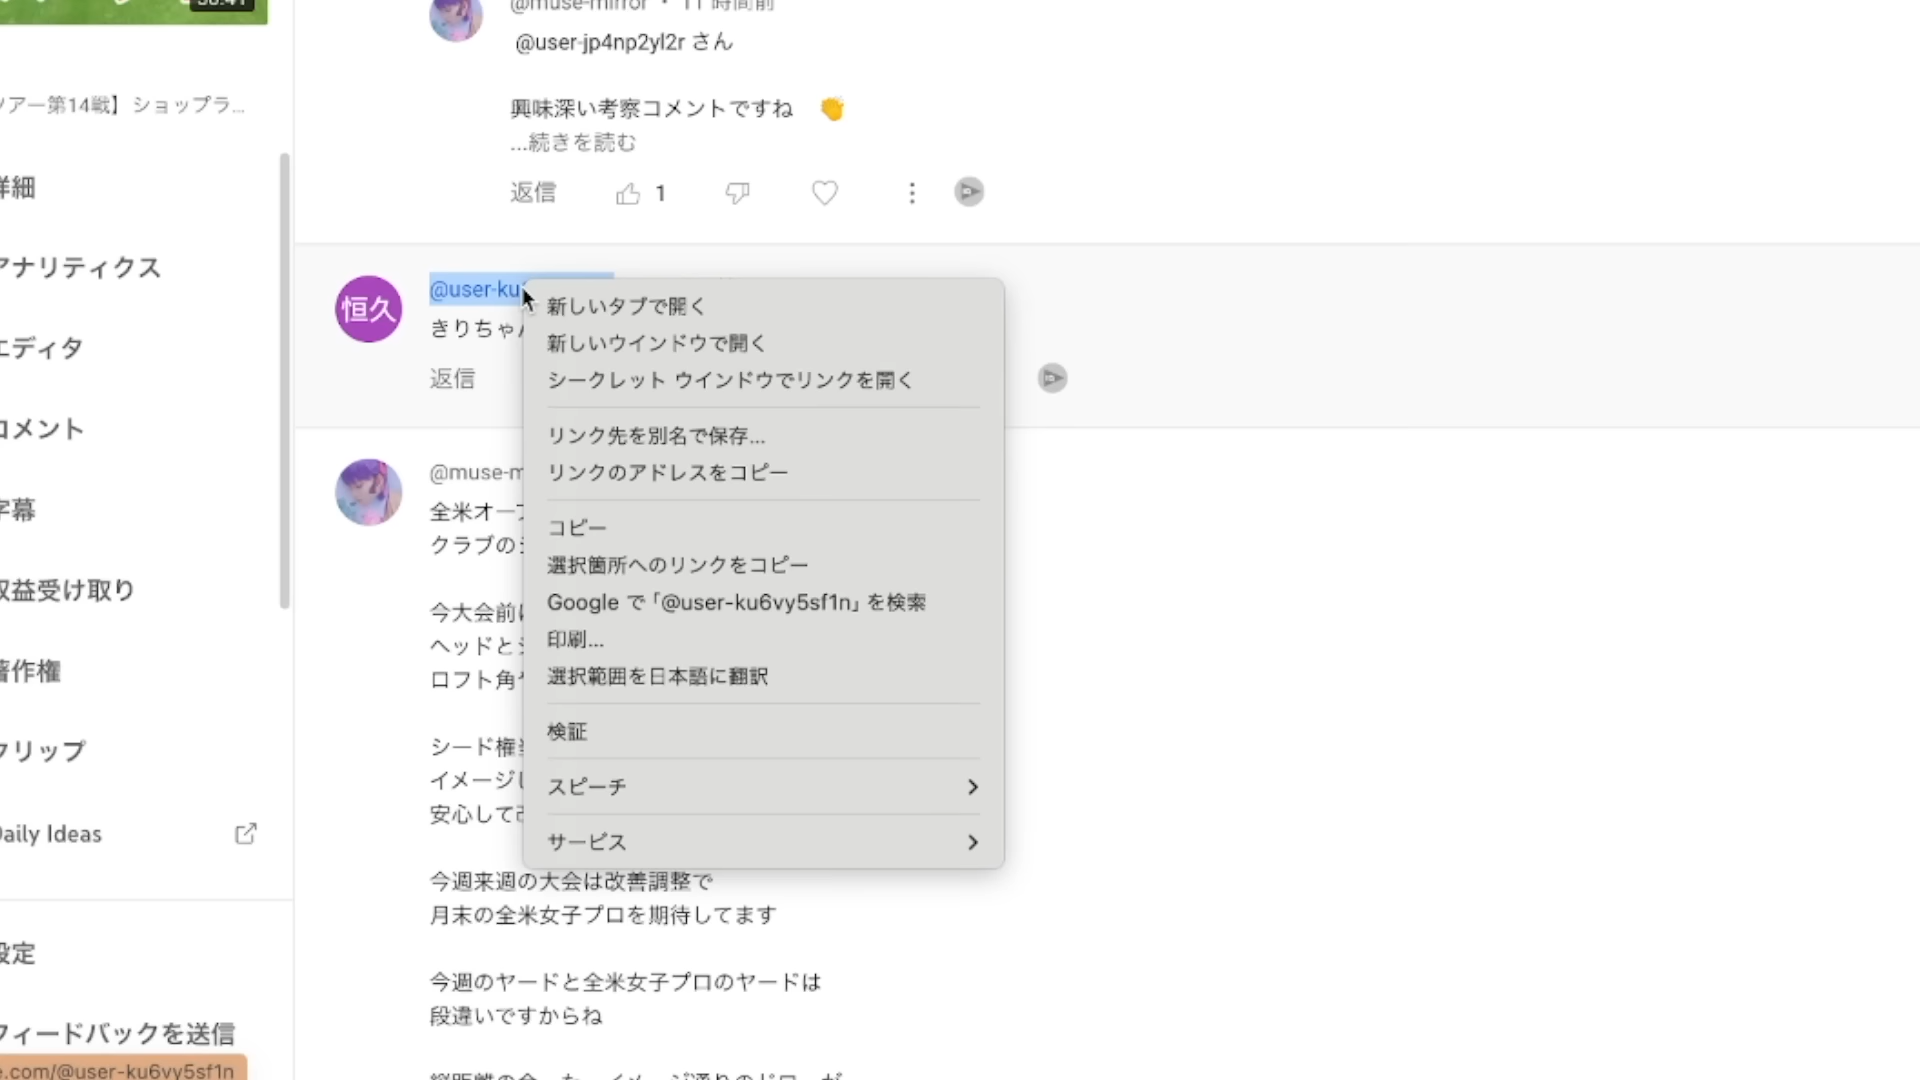 ツアー第14戦】ショップラ...
詳細
アナリティクス
エディタ
コメント
字幕
収益受け取り
著作権
クリップ
Daily Ideas
設定
フィードバックを送信
e.com/@user-ku6vy5sf1n
@muse-mirror ・ 11 時間前
@user-jp4np2yl2r さん
興味深い考察コメントですね 👏
...続きを読む
返信 1
恒久
@user-ku
きりちゃん
返信
新しいタブで開く
新しいウインドウで開く
シークレット ウインドウでリンクを開く
リンク先を別名で保存...
リンクのアドレスをコピー
コピー
選択箇所へのリンクをコピー
Google で「@user-ku6vy5sf1n」を検索
印刷...
選択範囲を日本語に翻訳
検証
スピーチ
サービス
@muse-m
全米オー
クラブの
今大会前
ヘッドと
ロフト角
シード権
イメージ
安心して
今週来週の大会は改善調整で
月末の全米女子プロを期待してます
今週のヤードと全米女子プロのヤードは
段違いですからね